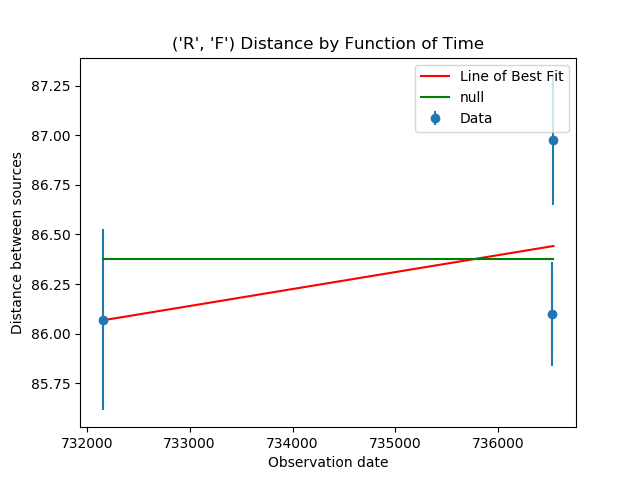 ('R', 'F') Distance by Function of Time
Line of Best Fit
null
Data
Distance between sources
87.25
87.00
86.75
86.50
86.25
86.00
85.75
732000 733000 734000 735000 736000
Observation date